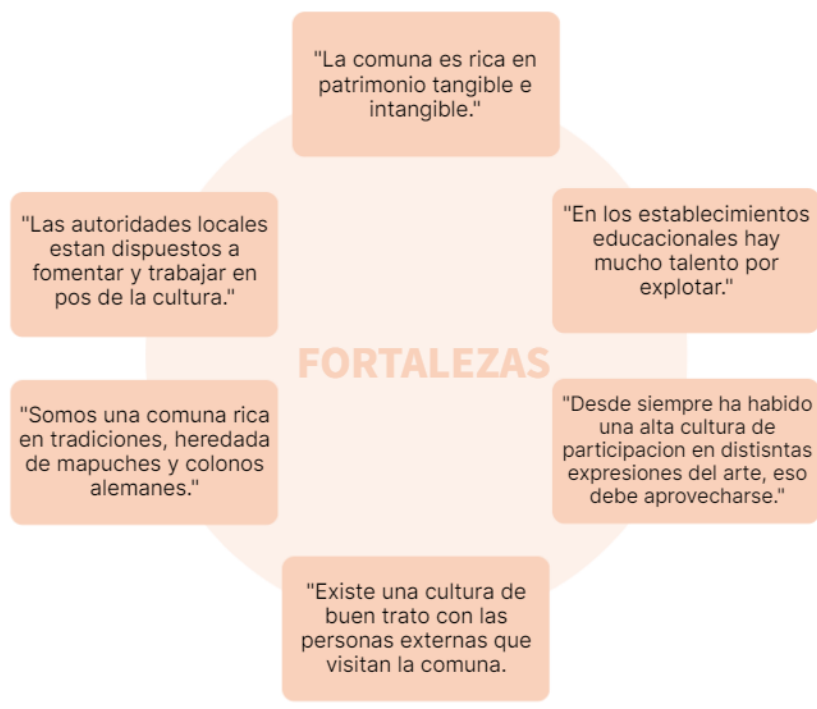 "La comuna es rica en
patrimonio tangible e
intangible."
"Las autoridades locales
estan dispuestos a
fomentar y trabajar en
pos de la cultura."
"En los establecimientos
educacionales hay
mucho talento por
explotar."
FORTALEZAS
"Somos una comuna rica
en tradiciones, heredada
de mapuches y colonos
alemanes."
"Desde siempre ha habido
una alta cultura de
participacion en distisntas
expresiones del arte, eso
debe aprovecharse."
"Existe una cultura de
buen trato con las
personas externas que
visitan la comuna.